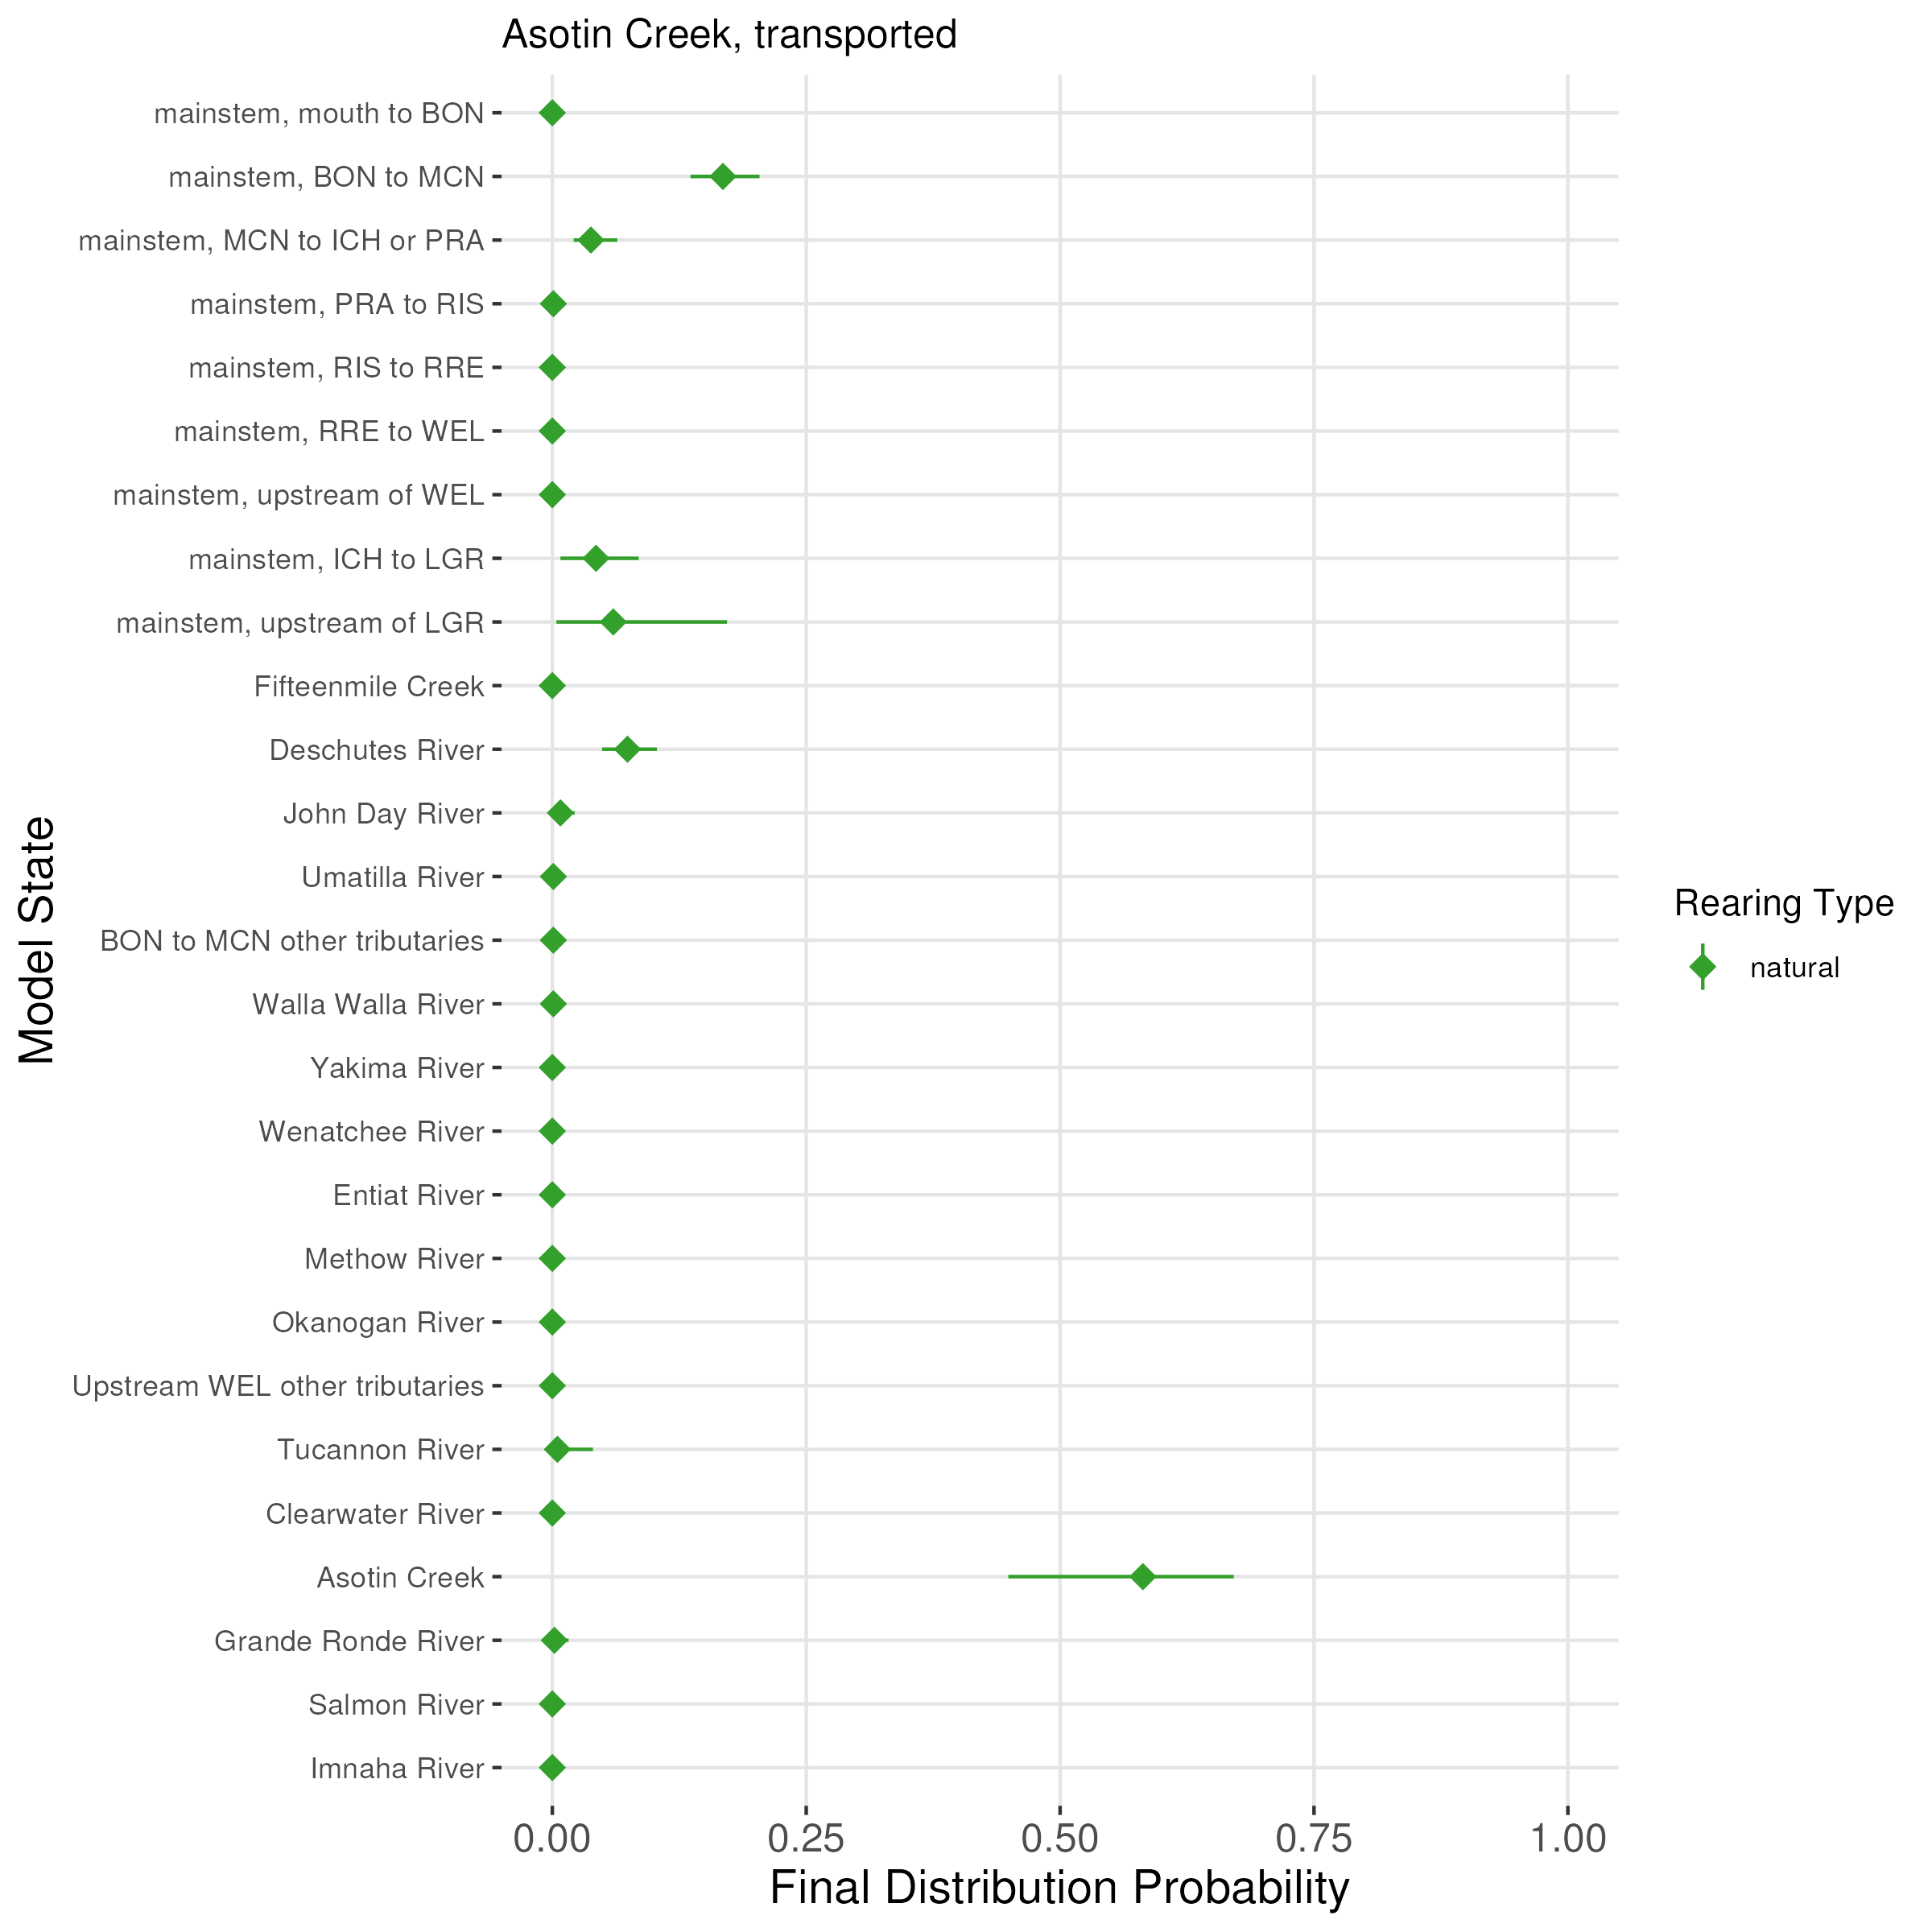 Asotin Creek, transported
mainstem, mouth to BON
mainstem, BON to MCN
mainstem, MCN to ICH or PRA
mainstem, PRA to RIS
mainstem, RIS to RRE
mainstem, RRE to WEL
mainstem, upstream of WEL
mainstem, ICH to LGR
mainstem, upstream of LGR
Fifteenmile Creek
Deschutes River
John Day River
Umatilla River
BON to MCN other tributaries
Walla Walla River
Yakima River
Wenatchee River
Entiat River
Methow River
Okanogan River
Upstream WEL other tributaries
Tucannon River
Clearwater River
Asotin Creek
Grande Ronde River
Salmon River
Imnaha River
Model State
0.00 0.25 0.50 0.75 1.00
Final Distribution Probability
Rearing Type
natural